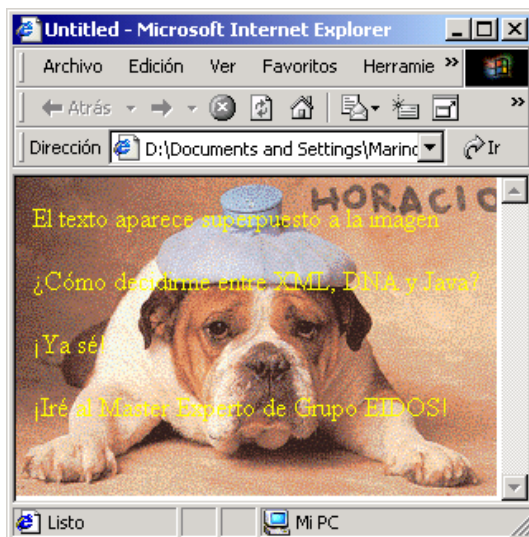 Untitled - Microsoft Internet Explorer
Archivo Edición Ver Favoritos Herramie »
Atrás »
Dirección D:\Documents and Settings\Marinc Ir
HORACIO
El texto aparece superpuesto a la imagen
¿Cómo decidirme entre XML, DNA y Java?
¡Ya sé!
¡Iré al Master Experto de Grupo EIDOS!
Listo Mi PC